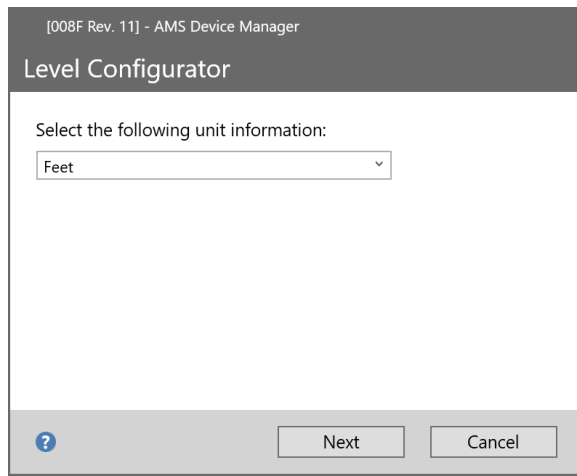 [008F Rev. 11] - AMS Device Manager
Level Configurator
Select the following unit information:
Feet
?
Next Cancel